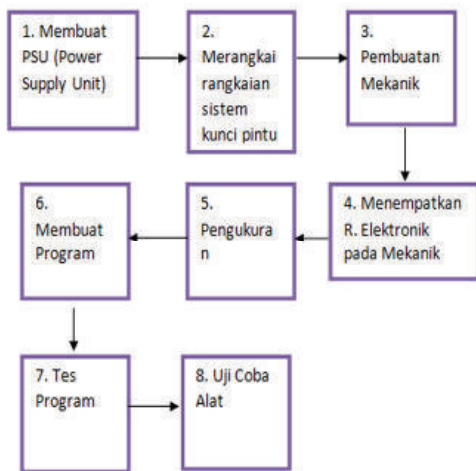 1. Membuat
PSU (Power
Supply Unit)
2.
Merangkai
rangkaian
sistem
kunci pintu
3.
Pembuatan
Mekanik
4. Menempatkan
R. Elektronik
pada Mekanik
5.
Pengukura
n
6.
Membuat
Program
7. Tes
Program
8. Uji Coba
Alat